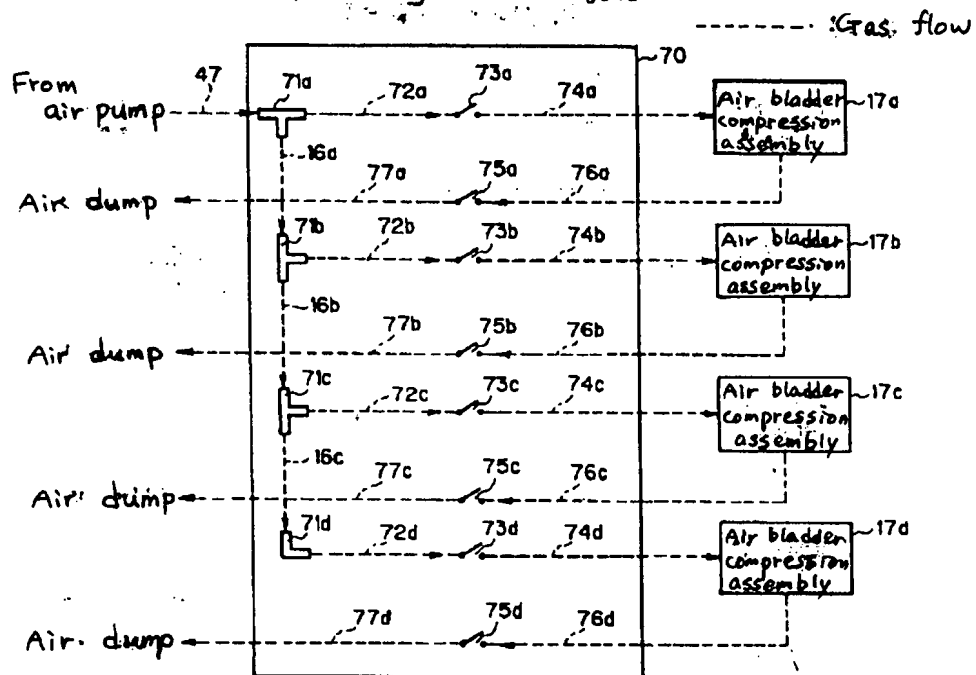 : Gas flow
70
From
air pump
47
71a
72a
73a
74a
Air bladder
compression
assembly
17a
16a
77a
75a
76a
Air dump
71b
72b
73b
74b
Air bladder
compression
assembly
17b
16b
77b
75b
76b
Air dump
71c
72c
73c
74c
Air bladder
compression
assembly
17c
16c
77c
75c
76c
Air dump
71d
72d
73d
74d
Air bladder
compression
assembly
17d
77d
75d
76d
Air dump